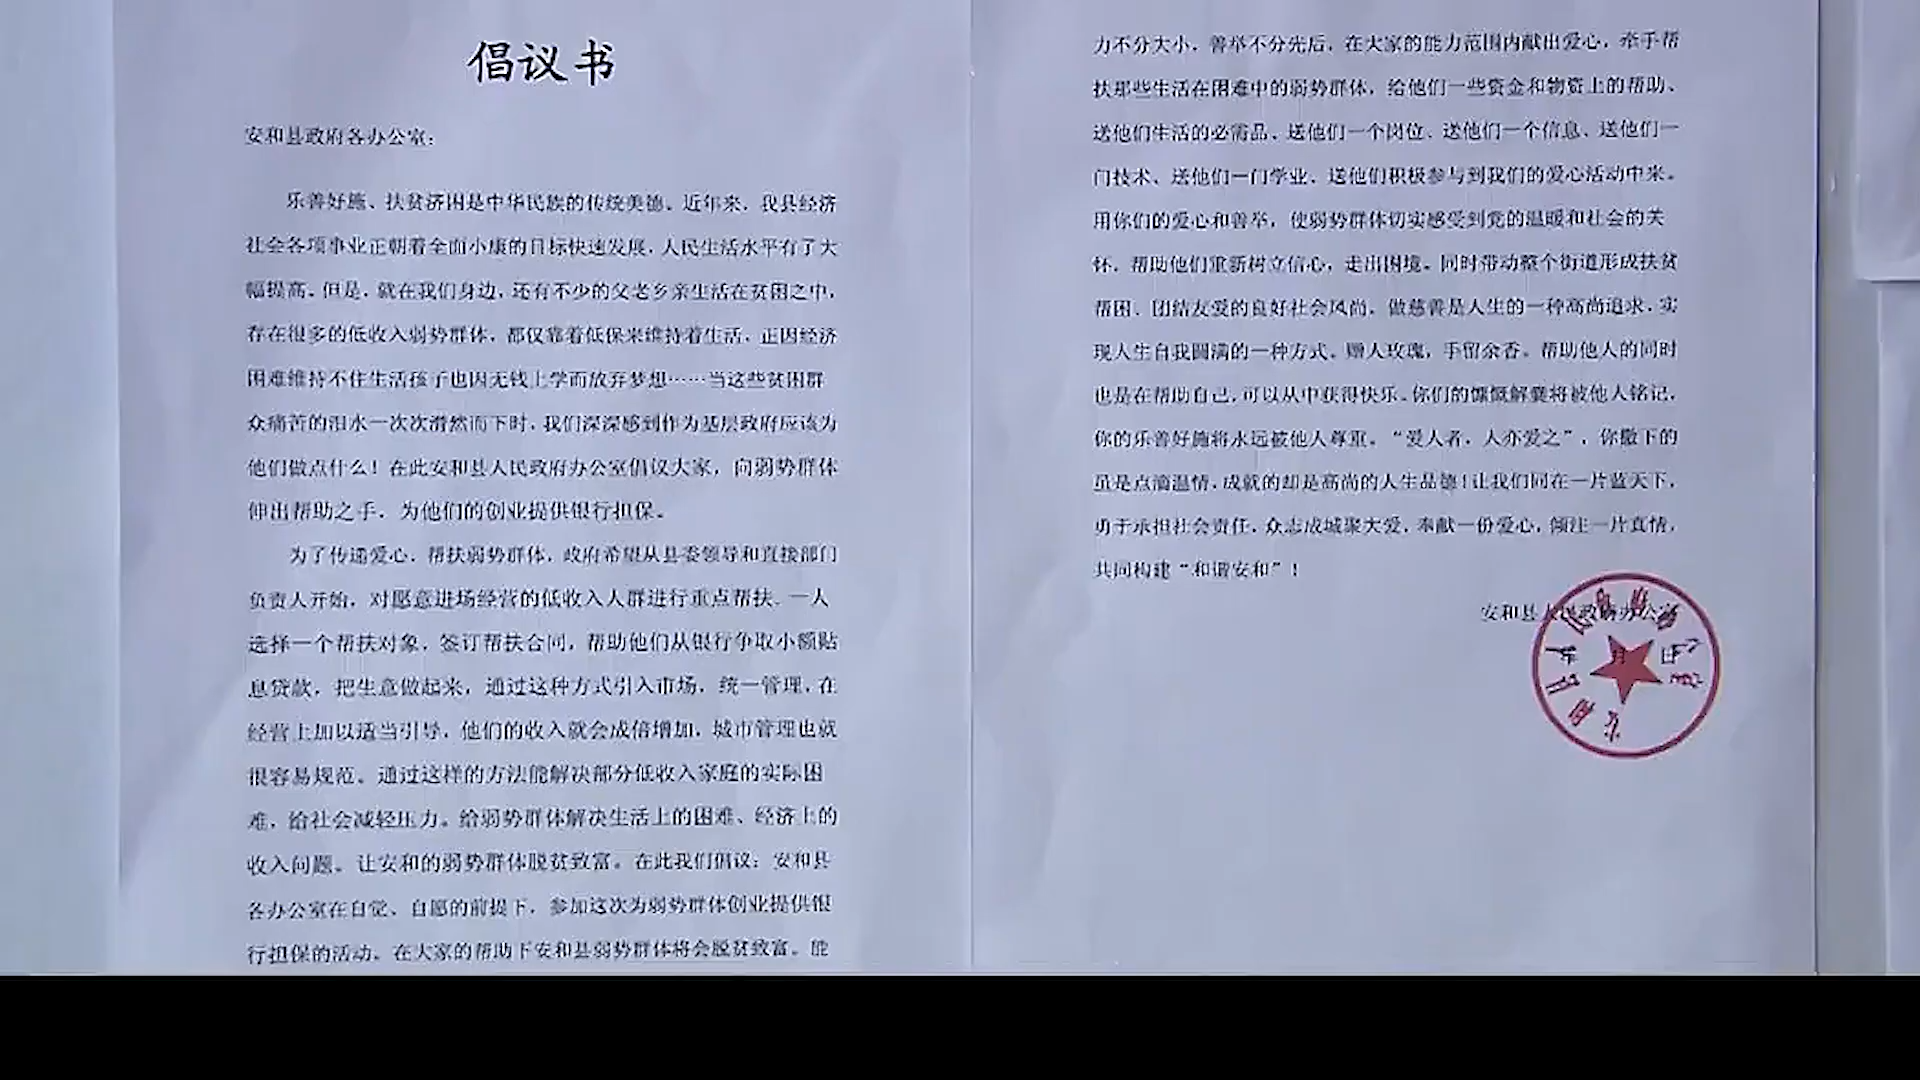 倡议书
安和县政府各办公室：
乐善好施、扶贫济困是中华民族的传统美德。近年来，我县经济
社会各项事业正朝着全面小康的目标快速发展，人民生活水平有了大
幅提高。但是，就在我们身边，还有不少的父老乡亲生活在贫困之中，
存在很多的低收入弱势群体，都仅靠着低保来维持着生活，正因经济
困难维持不住生活孩子也因无钱上学而放弃梦想……当这些贫困群
众痛苦的泪水一次次潸然而下时，我们深深感到作为基层政府应该为
他们做点什么！在此安和县人民政府办公室倡议大家，向弱势群体
伸出帮助之手，为他们的创业提供银行担保。
为了传递爱心，帮扶弱势群体，政府希望从县委领导和直接部门
负责人开始，对愿意进场经营的低收入人群进行重点帮扶。一人
选择一个帮扶对象，签订帮扶合同，帮助他们从银行争取小额贴
息贷款，把生意做起来，通过这种方式引入市场，统一管理，在
经营上加以适当引导，他们的收入就会成倍增加，城市管理也就
很容易规范。通过这样的方法能解决部分低收入家庭的实际困
难，给社会减轻压力。给弱势群体解决生活上的困难、经济上的
收入问题。让安和的弱势群体脱贫致富。在此我们倡议：安和县
各办公室在自觉、自愿的前提下，参加这次为弱势群体创业提供银
行担保的活动。在大家的帮助下安和县弱势群体将会脱贫致富。能
力不分大小，善举不分先后，在大家的能力范围内献出爱心，牵手帮
扶那些生活在困难中的弱势群体，给他们一些资金和物资上的帮助、
送他们生活的必需品、送他们一个岗位、送他们一个信息、送他们一
门技术、送他们一门学业、送他们积极参与到我们的爱心活动中来。
用你们的爱心和善举，使弱势群体切实感受到党的温暖和社会的关
怀，帮助他们重新树立信心，走出困境。同时带动整个街道形成扶贫
帮困、团结友爱的良好社会风尚。做慈善是人生的一种高尚追求，实
现人生自我圆满的一种方式。赠人玫瑰，手留余香。帮助他人的同时
也是在帮助自己，可以从中获得快乐。你们的慷慨解囊将被他人铭记，
你的乐善好施将永远被他人尊重。“爱人者，人亦爱之”，你撒下的
虽是点滴温情，成就的却是高尚的人生品德！让我们同在一片蓝天下，
勇于承担社会责任，众志成城聚大爱，奉献一份爱心，倾注一片真情，
共同构建“和谐安和”！
安和县人民政府办公室